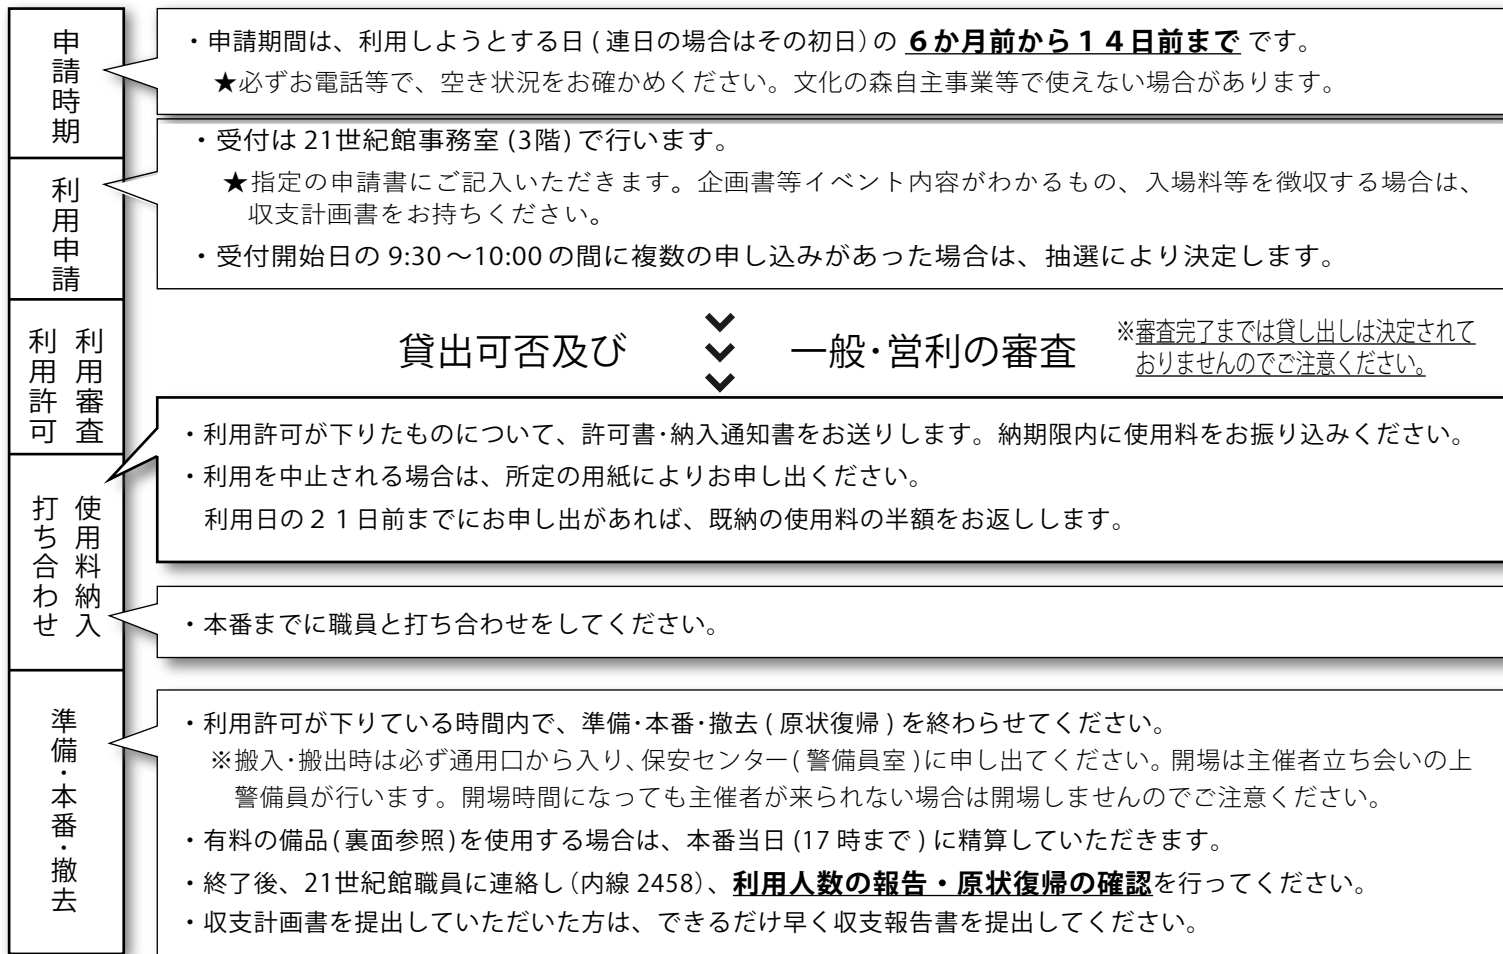 申請時期
・申請期間は、利用しようとする日(連日の場合はその初日)の ６か月前から１４日前まで です。
★必ずお電話等で、空き状況をお確かめください。文化の森自主事業等で使えない場合があります。
利用申請
・受付は 21世紀館事務室 (3階) で行います。
★指定の申請書にご記入いただきます。企画書等イベント内容がわかるもの、入場料等を徴収する場合は、
収支計画書をお持ちください。
・受付開始日の 9:30～10:00 の間に複数の申し込みがあった場合は、抽選により決定します。
利用審査
利用許可
貸出可否及び 一般・営利の審査
※審査完了までは貸し出しは決定されて
おりませんのでご注意ください。
使用料納入
打ち合わせ
・利用許可が下りたものについて、許可書・納入通知書をお送りします。納期限内に使用料をお振り込みください。
・利用を中止される場合は、所定の用紙によりお申し出ください。
利用日の２１日前までにお申し出があれば、既納の使用料の半額をお返しします。
・本番までに職員と打ち合わせをしてください。
準備・本番・撤去
・利用許可が下りている時間内で、準備・本番・撤去(原状復帰)を終わらせてください。
※搬入・搬出時は必ず通用口から入り、保安センター(警備員室)に申し出てください。開場は主催者立ち会いの上
警備員が行います。開場時間になっても主催者が来られない場合は開場しませんのでご注意ください。
・有料の備品(裏面参照)を使用する場合は、本番当日(17時まで)に精算していただきます。
・終了後、21世紀館職員に連絡し(内線 2458)、利用人数の報告・原状復帰の確認を行ってください。
・収支計画書を提出していただいた方は、できるだけ早く収支報告書を提出してください。